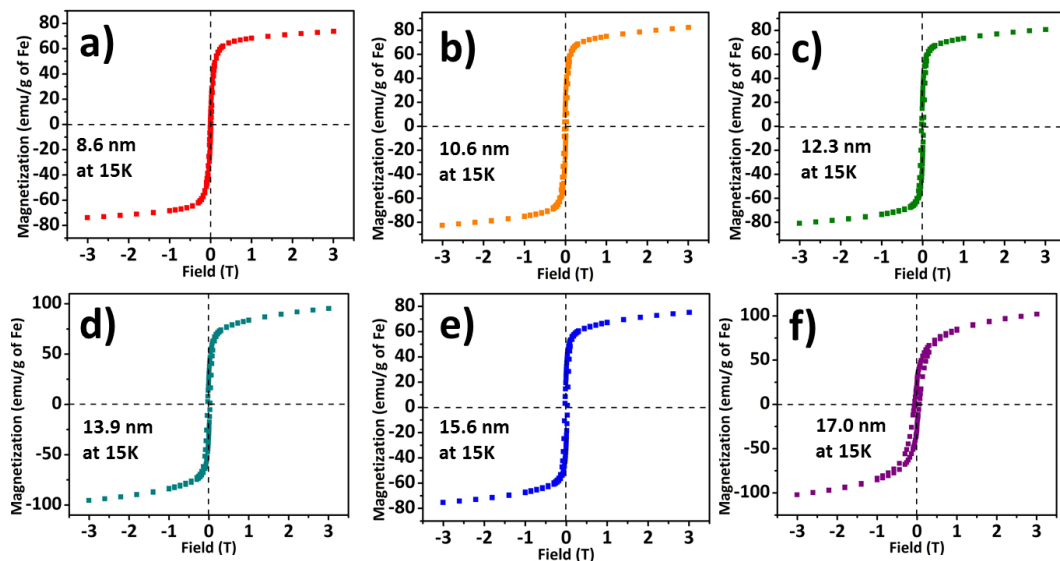 a)
Magnetization (emu/g of Fe)
80
60
40
20
0
-20
-40
-60
-80
8.6 nm
at 15K
-3 -2 -1 0 1 2 3
Field (T)
b)
Magnetization (emu/g of Fe)
80
60
40
20
0
-20
-40
-60
-80
10.6 nm
at 15K
-3 -2 -1 0 1 2 3
Field (T)
c)
Magnetization (emu/g of Fe)
80
60
40
20
0
-20
-40
-60
-80
12.3 nm
at 15K
-3 -2 -1 0 1 2 3
Field (T)
d)
Magnetization (emu/g of Fe)
100
50
0
-50
-100
13.9 nm
at 15K
-3 -2 -1 0 1 2 3
Field (T)
e)
Magnetization (emu/g of Fe)
80
60
40
20
0
-20
-40
-60
-80
15.6 nm
at 15K
-3 -2 -1 0 1 2 3
Field (T)
f)
Magnetization (emu/g of Fe)
100
50
0
-50
-100
17.0 nm
at 15K
-3 -2 -1 0 1 2 3
Field (T)